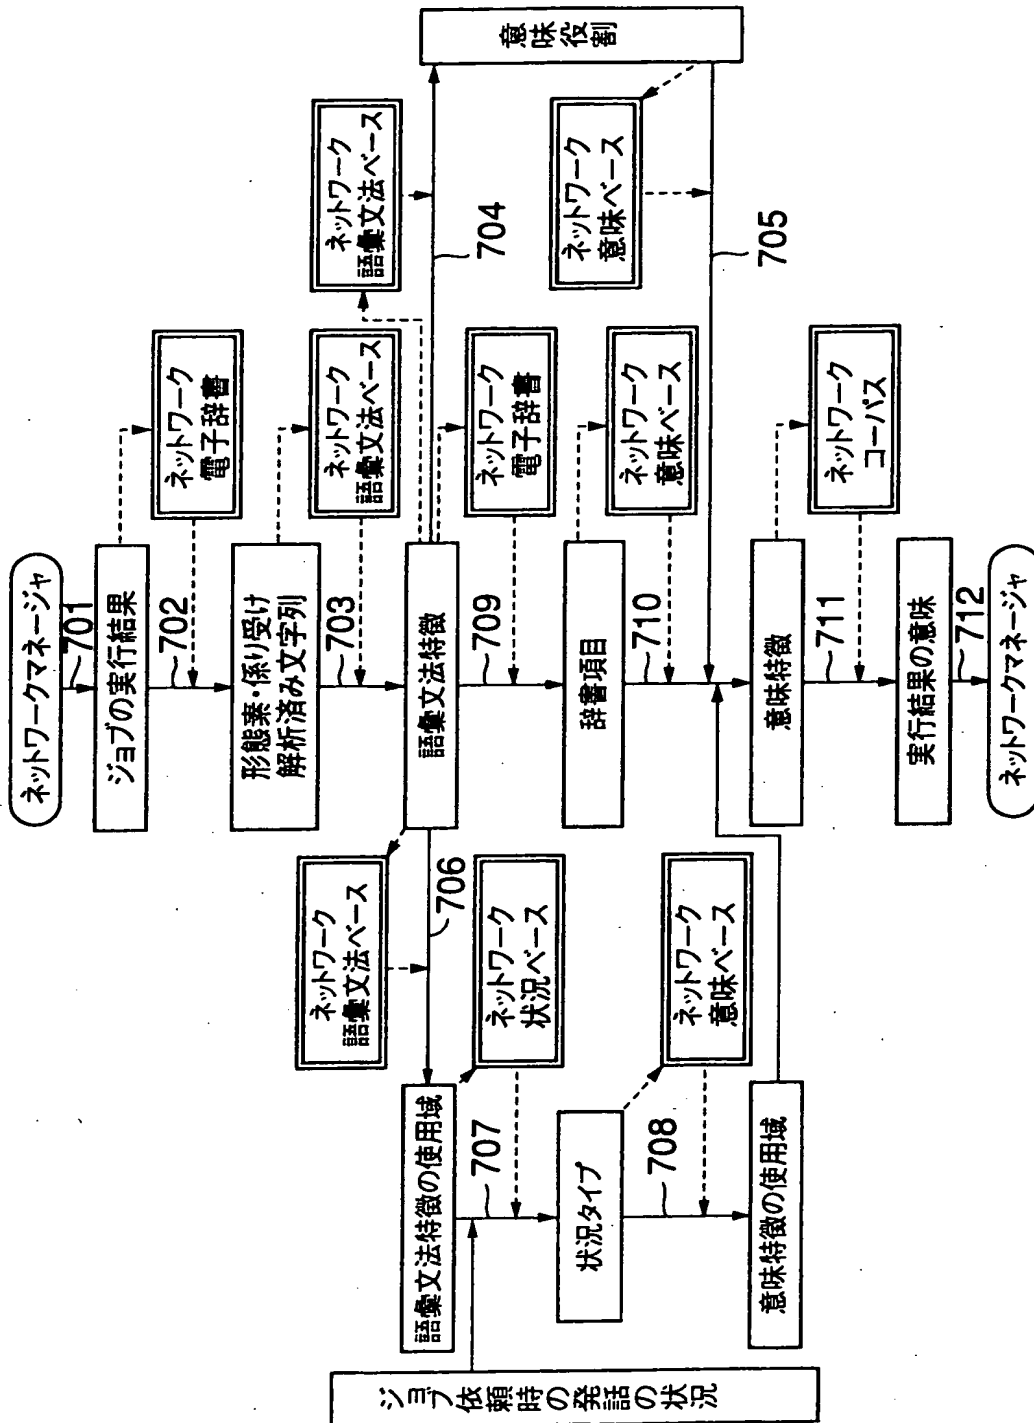 ネットワークマネージャ
701
ジョブの実行結果
ネットワーク
電子辞書
702
形態素・係り受け
解析済み文字列
ネットワーク
語彙文法ベース
703
語彙文法特徴
ネットワーク
語彙文法ベース
704
意味役割
ネットワーク
意味ベース
705
ネットワーク
語彙文法ベース
706
語彙文法特徴の使用域
ネットワーク
状況ベース
707
ジョブ依頼時の発話の状況
状況タイプ
ネットワーク
意味ベース
708
意味特徴の使用域
ネットワーク
電子辞書
709
辞書項目
ネットワーク
意味ベース
710
意味特徴
ネットワーク
コーパス
711
実行結果の意味
712
ネットワークマネージャ